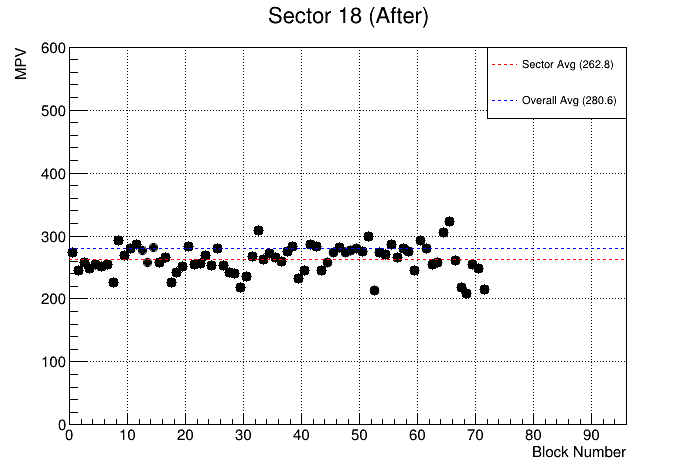 Sector 18 (After)
MPV
600
500
400
300
200
100
0
Sector Avg (262.8)
Overall Avg (280.6)
0 10 20 30 40 50 60 70 80 90
Block Number